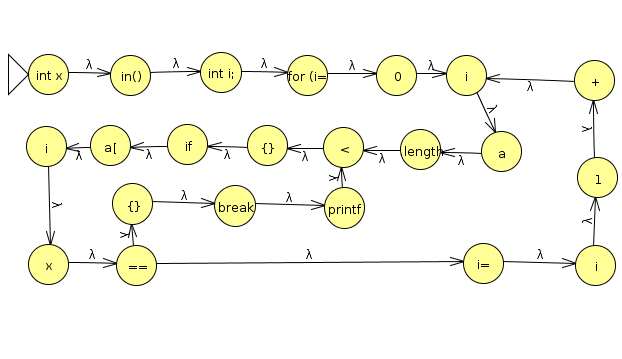 int x λ in() λ int i; λ for (i= λ 0 λ i λ +
λ
i λ a[ λ if λ {} λ < λ .length λ a
λ λ
{} λ break λ printf λ 1
λ λ λ
x λ == λ i= λ i